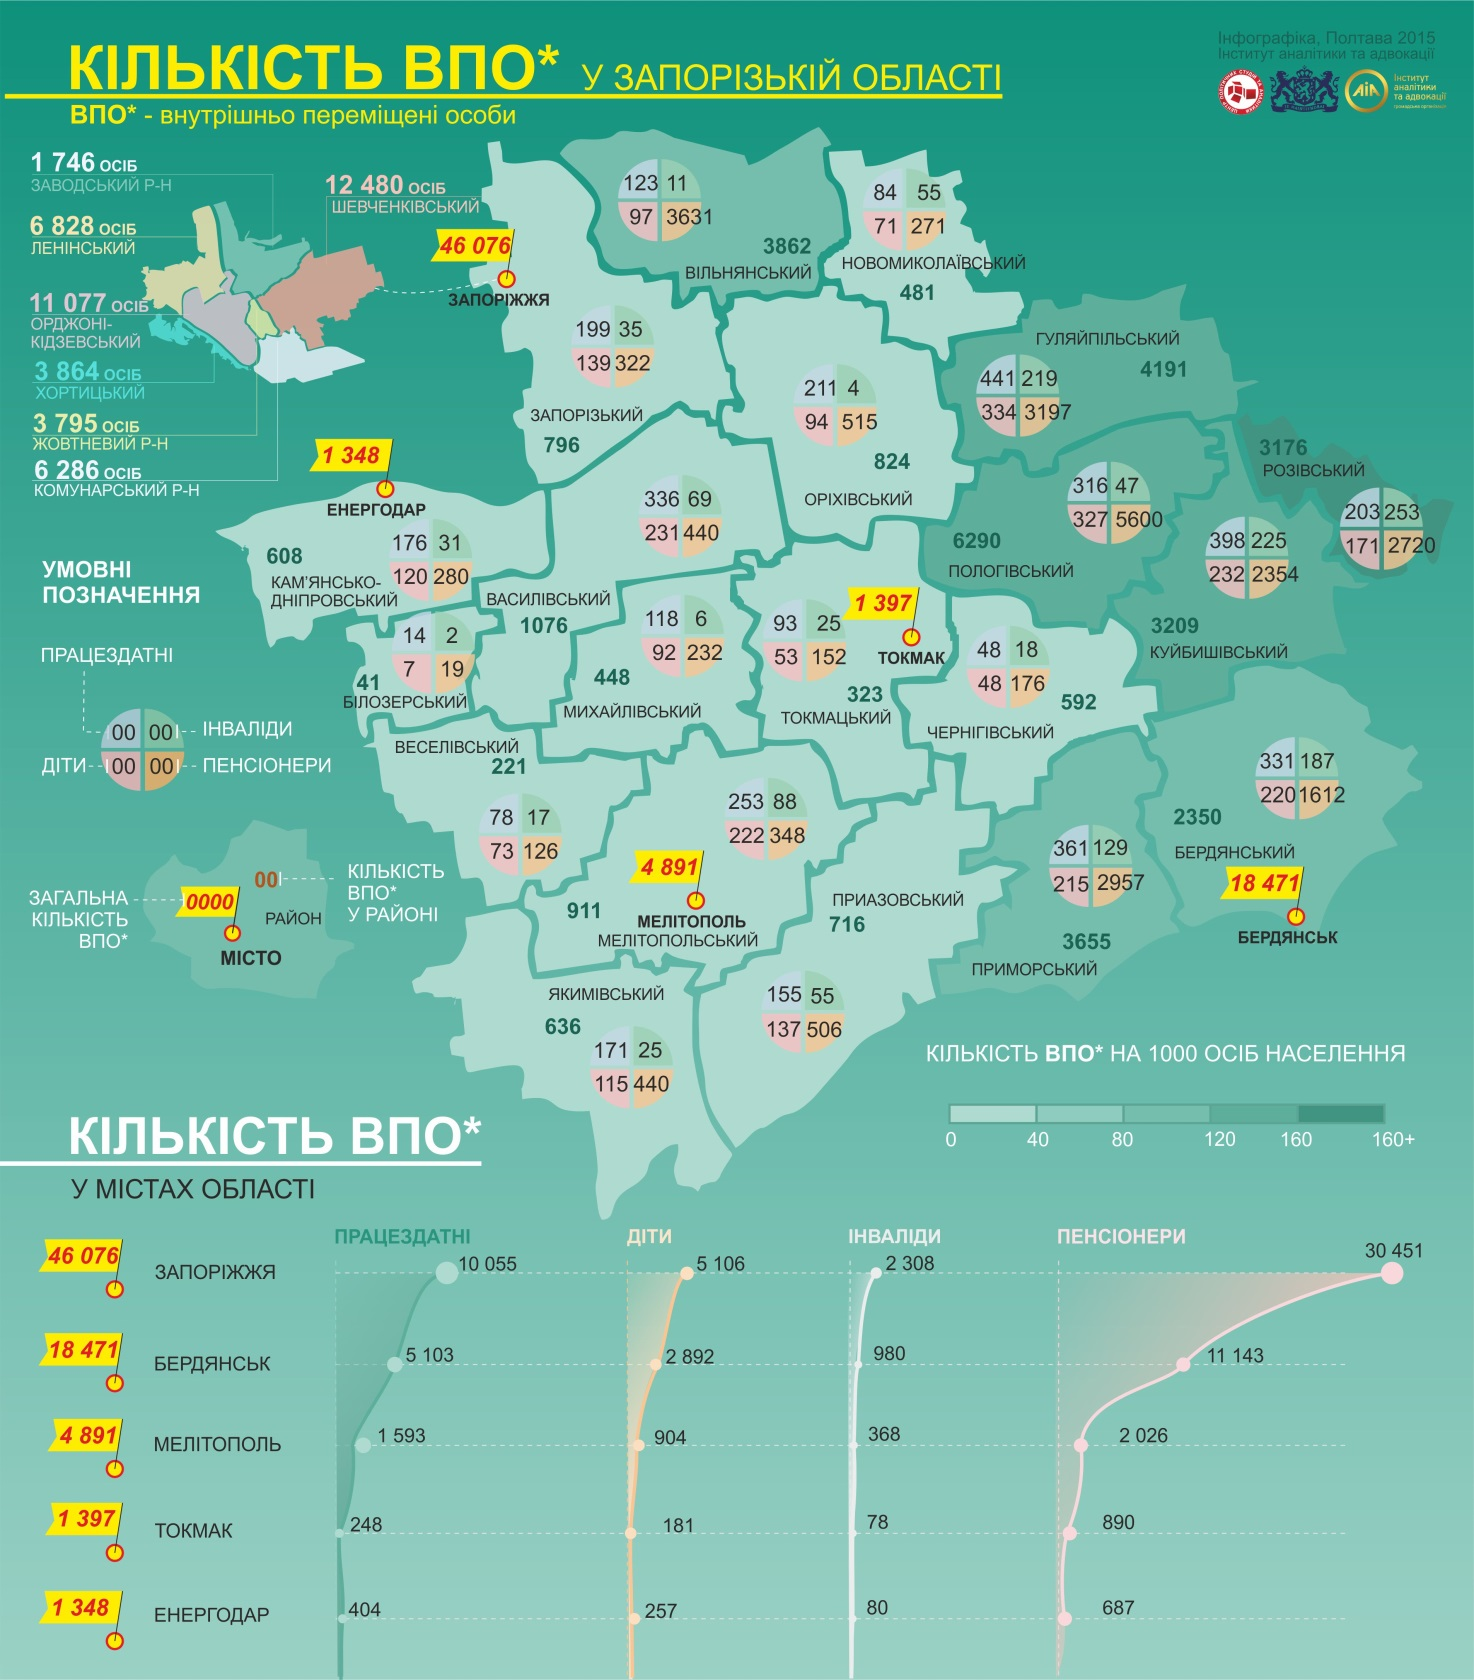 КІЛЬКІСТЬ ВПО* У ЗАПОРІЗЬКІЙ ОБЛАСТІ
ВПО* - внутрішньо переміщені особи
Інфографіка, Полтава 2015
Інститут аналітики та адвокації
АІА
Інститут
аналітики
та адвокації
1 746 ОСІБ
ЗАВОДСЬКИЙ Р-Н
6 828 ОСІБ
ЛЕНІНСЬКИЙ
11 077 ОСІБ
ОРДЖОНІ-
КІДЗЕВСЬКИЙ
3 864 ОСІБ
ХОРТИЦЬКИЙ
3 795 ОСІБ
ЖОВТНЕВИЙ Р-Н
6 286 ОСІБ
КОМУНАРСЬКИЙ Р-Н
12 480 ОСІБ
ШЕВЧЕНКІВСЬКИЙ
46 076
ЗАПОРІЖЖЯ
123 11
97 3631
3862
ВІЛЬНЯНСЬКИЙ
84 55
71 271
НОВОМИКОЛАЇВСЬКИЙ
481
199 35
139 322
ЗАПОРІЗЬКИЙ
796
211 4
94 515
824
ОРІХІВСЬКИЙ
ГУЛЯЙПІЛЬСЬКИЙ
4191
441 219
334 3197
3176
РОЗІВСЬКИЙ
203 253
171 2720
316 47
327 5600
6290
ПОЛОГІВСЬКИЙ
398 225
232 2354
3209
КУЙБИШІВСЬКИЙ
1 348
ЕНЕРГОДАР
608
176 31
120 280
КАМ'ЯНСЬКО-
ДНІПРОВСЬКИЙ
336 69
231 440
ВАСИЛІВСЬКИЙ
1076
14 2
7 19
41
БІЛОЗЕРСЬКИЙ
118 6
92 232
448
МИХАЙЛІВСЬКИЙ
93 25
53 152
1 397
ТОКМАК
323
ТОКМАЦЬКИЙ
48 18
48 176
592
ЧЕРНІГІВСЬКИЙ
ВЕСЕЛІВСЬКИЙ
221
78 17
73 126
253 88
222 348
4 891
МЕЛІТОПОЛЬ
911
МЕЛІТОПОЛЬСЬКИЙ
ПРИАЗОВСЬКИЙ
716
155 55
137 506
361 129
215 2957
3655
ПРИМОРСЬКИЙ
331 187
220 1612
2350
БЕРДЯНСЬКИЙ
18 471
БЕРДЯНСЬК
ЯКИМІВСЬКИЙ
636
171 25
115 440
УМОВНІ
ПОЗНАЧЕННЯ
ПРАЦЕЗДАТНІ
00 00 ІНВАЛІДИ
ДІТИ 00 00 ПЕНСІОНЕРИ
ЗАГАЛЬНА
КІЛЬКІСТЬ
ВПО*
0000
МІСТО
00
РАЙОН
КІЛЬКІСТЬ
ВПО*
У РАЙОНІ
КІЛЬКІСТЬ ВПО* НА 1000 ОСІБ НАСЕЛЕННЯ
0 40 80 120 160 160+
КІЛЬКІСТЬ ВПО*
У МІСТАХ ОБЛАСТІ
ПРАЦЕЗДАТНІ ДІТИ ІНВАЛІДИ ПЕНСІОНЕРИ
46 076 ЗАПОРІЖЖЯ 10 055 5 106 2 308 30 451
18 471 БЕРДЯНСЬК 5 103 2 892 980 11 143
4 891 МЕЛІТОПОЛЬ 1 593 904 368 2 026
1 397 ТОКМАК 248 181 78 890
1 348 ЕНЕРГОДАР 404 257 80 687